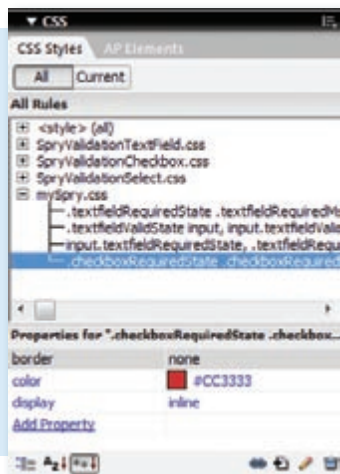 CSS
CSS Styles AP Elements
All Current
All Rules
<style> (all)
SpryValidationTextField.css
SpryValidationCheckbox.css
SpryValidationSelect.css
mySpry.css
.textfieldRequiredState .textfieldRequiredMs
.textfieldValidState input, input.textfieldValid
input.textfieldRequiredState, .textfieldRequ
.checkboxRequiredState .checkboxRequired
Properties for ".checkboxRequiredState .checkbox...
border none
color #CC3333
display inline
Add Property